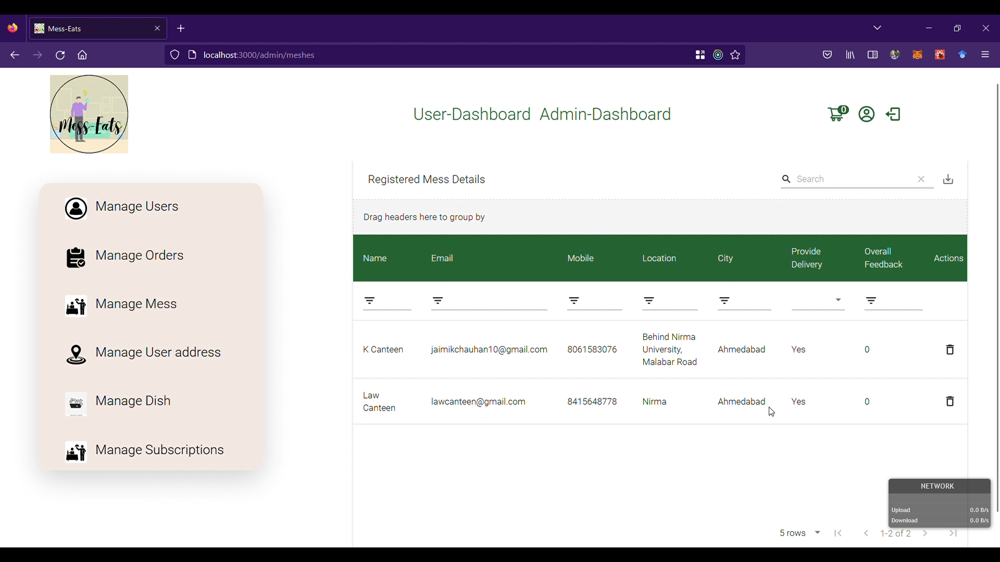 Mess-Eats
localhost:3000/admin/meshes
Mess-Eats
User-Dashboard Admin-Dashboard
0
Manage Users
Manage Orders
Manage Mess
Manage User address
Manage Dish
Manage Subscriptions
Registered Mess Details
Search
Drag headers here to group by
Name Email Mobile Location City Provide Delivery Overall Feedback Actions
K Canteen jaimikchauhan10@gmail.com 8061583076 Behind Nirma University, Malabar Road Ahmedabad Yes 0
Law Canteen lawcanteen@gmail.com 8415648778 Nirma Ahmedabad Yes 0
NETWORK
Upload 0.0 B/s
Download 0.0 B/s
5 rows 1-2 of 2